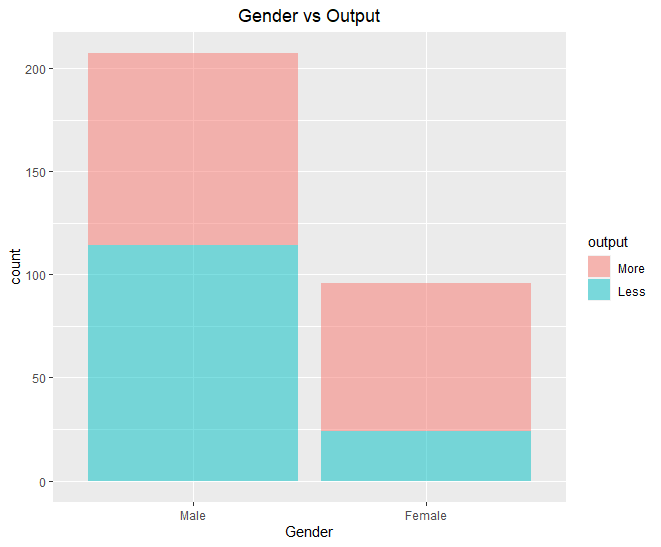 Gender vs Output
200
150
100
50
0
count
Male
Female
Gender
output
More
Less